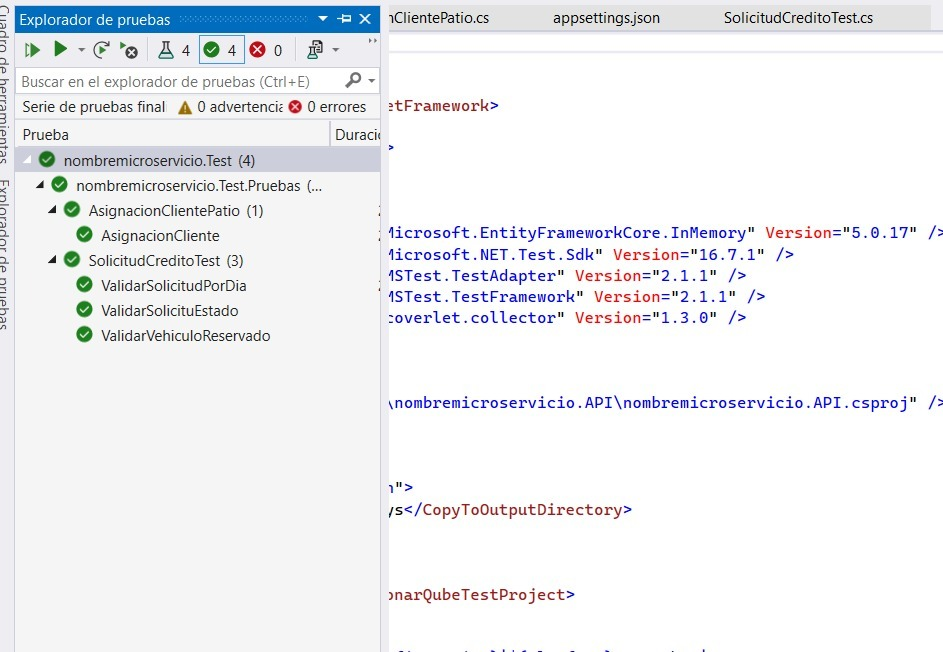 Cuadro de herramientas
Explorador de pruebas
Explorador de pruebas
4 4 0
Buscar en el explorador de pruebas (Ctrl+E)
Serie de pruebas final 0 advertencia 0 errores
Prueba Duració
nombremicroservicio.Test (4)
nombremicroservicio.Test.Pruebas (...
AsignacionClientePatio (1)
AsignacionCliente
SolicitudCreditoTest (3)
ValidarSolicitudPorDia
ValidarSolicituEstado
ValidarVehiculoReservado
nClientePatio.cs appsettings.json SolicitudCreditoTest.cs
etFramework>
>
Microsoft.EntityFrameworkCore.InMemory" Version="5.0.17" />
Microsoft.NET.Test.Sdk" Version="16.7.1" />
MSTest.TestAdapter" Version="2.1.1" />
MSTest.TestFramework" Version="2.1.1" />
coverlet.collector" Version="1.3.0" />
\nombremicroservicio.API\nombremicroservicio.API.csproj" />
n">
ys</CopyToOutputDirectory>
onarQubeTestProject>